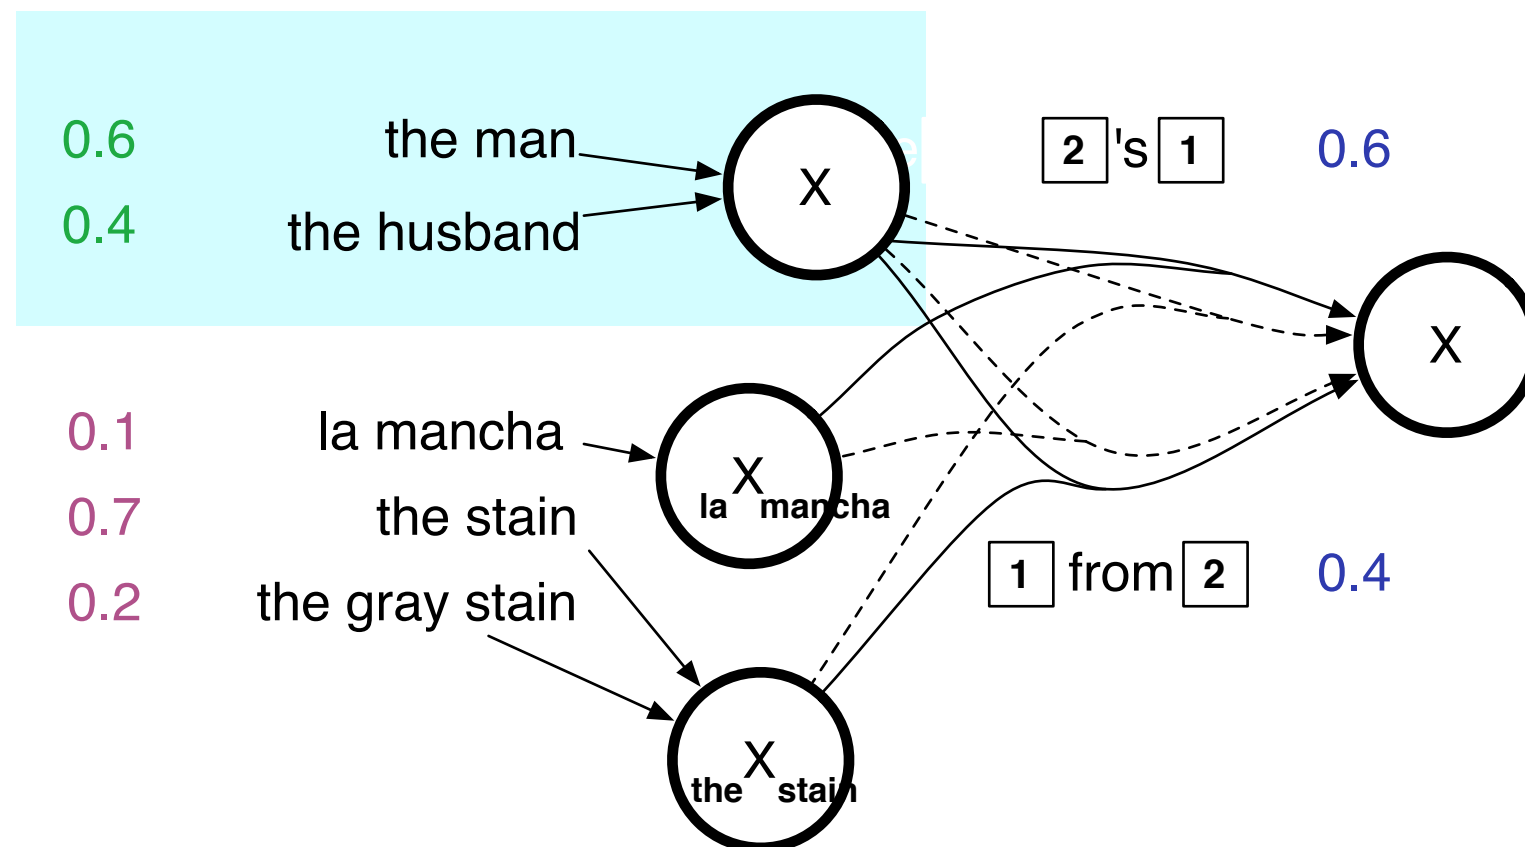 0.6 the man X 2 's 1 0.6
0.4 the husband
X
0.1 la mancha X
la mancha
0.7 the stain
0.2 the gray stain 1 from 2 0.4
X
the stain